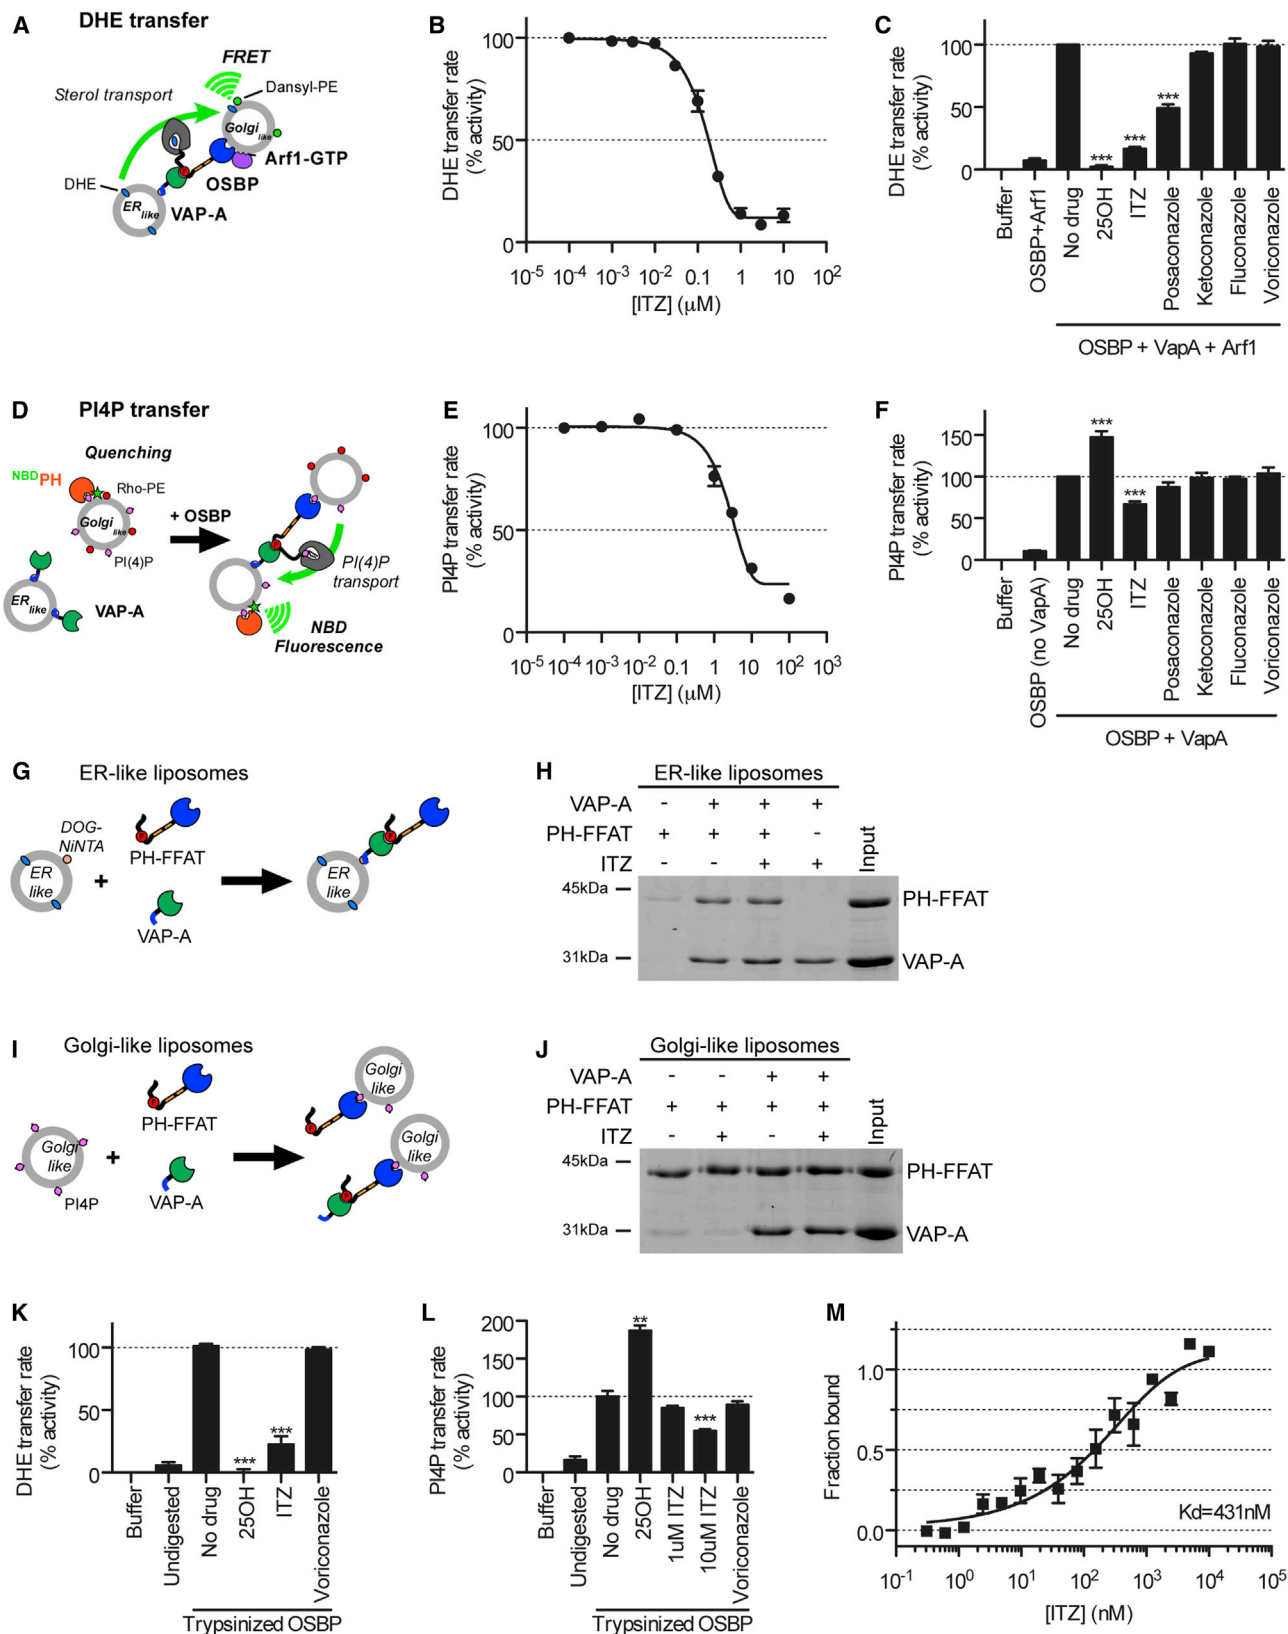 A
DHE transfer
FRET
Dansyl-PE
Sterol transport
Golgi like
Arf1-GTP
OSBP
DHE
ER like
VAP-A
B
DHE transfer rate
(% activity)
100
50
0
10-5 10-4 10-3 10-2 0.1 1 10 10²
[ITZ] (μM)
C
DHE transfer rate
(% activity)
100
50
0
***
***
***
Buffer
OSBP+Arf1
No drug
25OH
ITZ
Posaconazole
Ketoconazole
Fluconazole
Voriconazole
OSBP + VapA + Arf1
D
PI4P transfer
Quenching
NBDPH
Rho-PE
Golgi like
PI(4)P
+ OSBP
ER like
VAP-A
PI(4)P
transport
NBD
Fluorescence
E
PI4P transfer rate
(% activity)
100
50
0
10-5 10-4 10-3 10-2 0.1 1 10 10² 10³
[ITZ] (μM)
F
PI4P transfer rate
(% activity)
150
100
50
0
***
***
Buffer
OSBP (no VapA)
No drug
25OH
ITZ
Posaconazole
Ketoconazole
Fluconazole
Voriconazole
OSBP + VapA
G
ER-like liposomes
DOG-
NiNTA
ER
like
+
F
PH-FFAT
VAP-A
F
ER
like
H
ER-like liposomes
VAP-A - + + +
PH-FFAT + + + -
ITZ - - + +
Input
45kDa
PH-FFAT
31kDa
VAP-A
I
Golgi-like liposomes
Golgi
like
PI4P
+
F
PH-FFAT
VAP-A
Golgi
like
F
Golgi
like
F
J
Golgi-like liposomes
VAP-A - - + +
PH-FFAT + + + +
ITZ - + - +
Input
45kDa
PH-FFAT
31kDa
VAP-A
K
DHE transfer rate
(% activity)
100
50
0
***
***
Buffer
Undigested
No drug
25OH
ITZ
Voriconazole
Trypsinized OSBP
L
PI4P transfer rate
(% activity)
200
150
100
50
0
**
***
Buffer
Undigested
No drug
25OH
1uM ITZ
10uM ITZ
Voriconazole
Trypsinized OSBP
M
Fraction bound
1.0
0.5
0.0
Kd=431nM
10-1 10⁰ 10¹ 10² 10³ 10⁴ 10⁵
[ITZ] (nM)